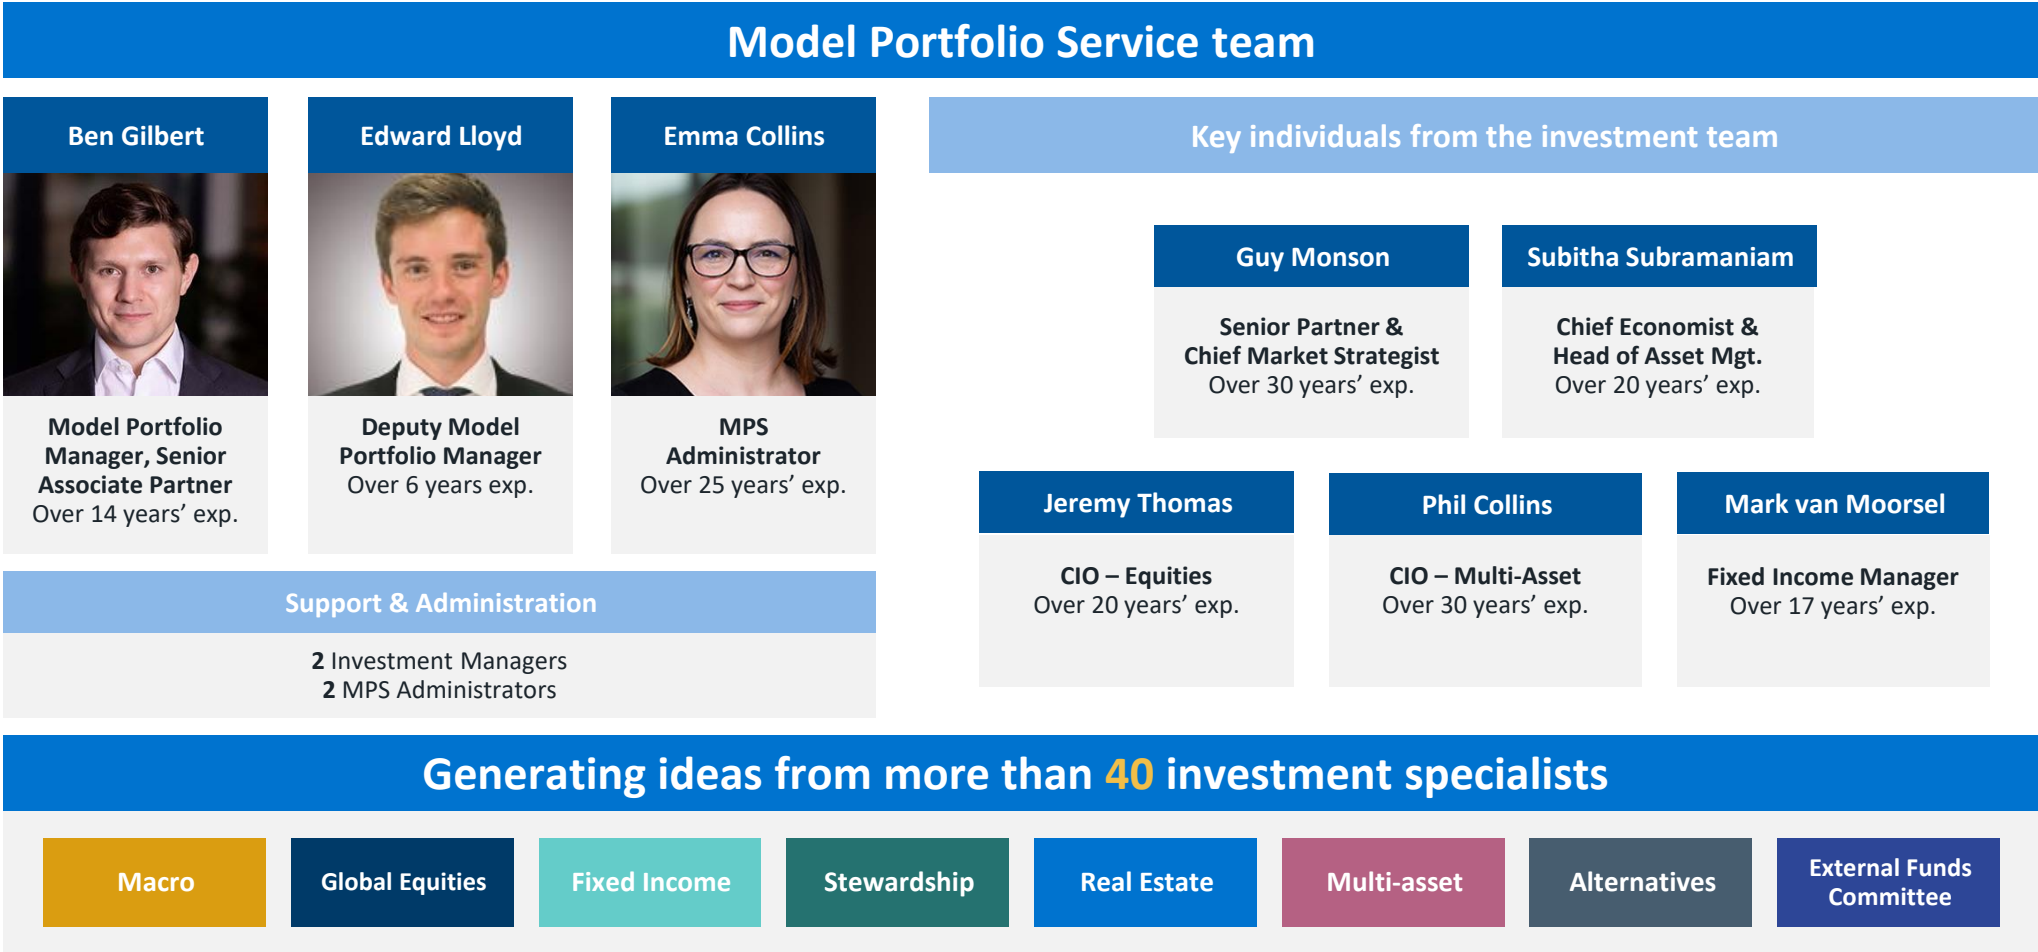 Model Portfolio Service team
Ben Gilbert
Model Portfolio
Manager, Senior
Associate Partner
Over 14 years’ exp.
Edward Lloyd
Deputy Model
Portfolio Manager
Over 6 years exp.
Emma Collins
MPS
Administrator
Over 25 years’ exp.
Support & Administration
2 Investment Managers
2 MPS Administrators
Key individuals from the investment team
Guy Monson
Senior Partner &
Chief Market Strategist
Over 30 years’ exp.
Subitha Subramaniam
Chief Economist &
Head of Asset Mgt.
Over 20 years’ exp.
Jeremy Thomas
CIO – Equities
Over 20 years’ exp.
Phil Collins
CIO – Multi-Asset
Over 30 years’ exp.
Mark van Moorsel
Fixed Income Manager
Over 17 years’ exp.
Generating ideas from more than 40 investment specialists
Macro
Global Equities
Fixed Income
Stewardship
Real Estate
Multi-asset
Alternatives
External Funds
Committee